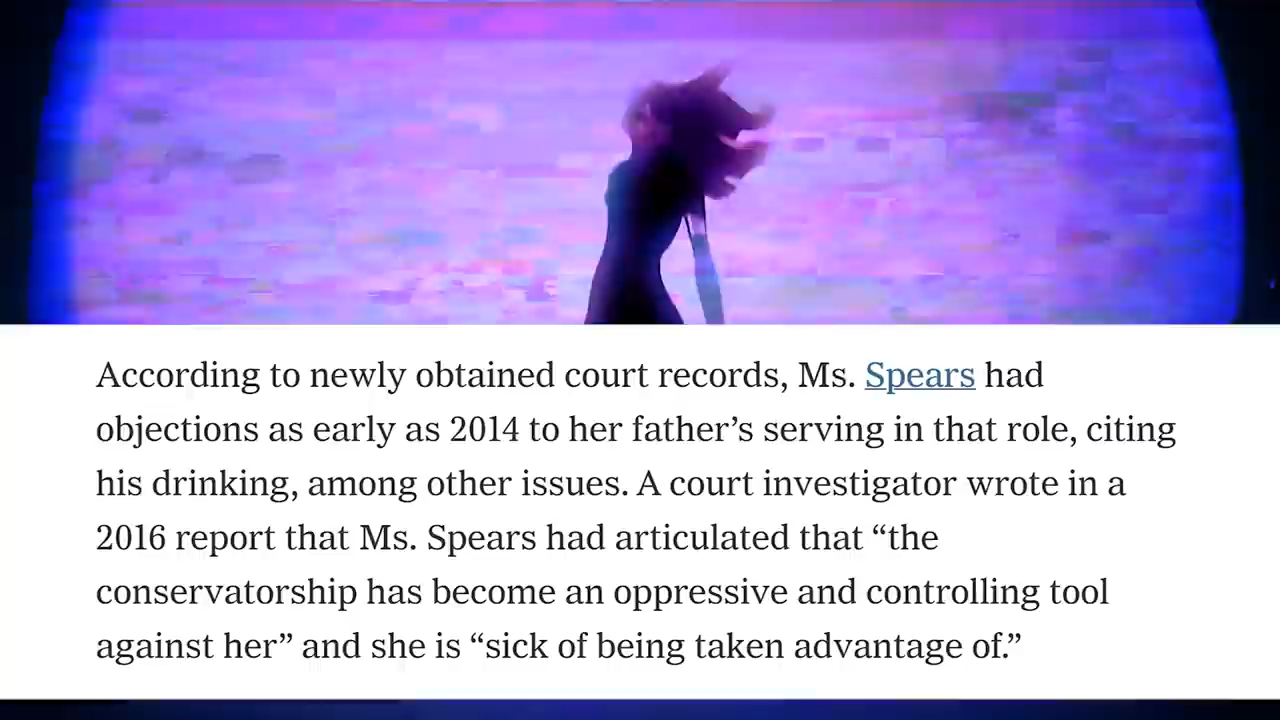 According to newly obtained court records, Ms. Spears had
objections as early as 2014 to her father’s serving in that role, citing
his drinking, among other issues. A court investigator wrote in a
2016 report that Ms. Spears had articulated that “the
conservatorship has become an oppressive and controlling tool
against her” and she is “sick of being taken advantage of.”